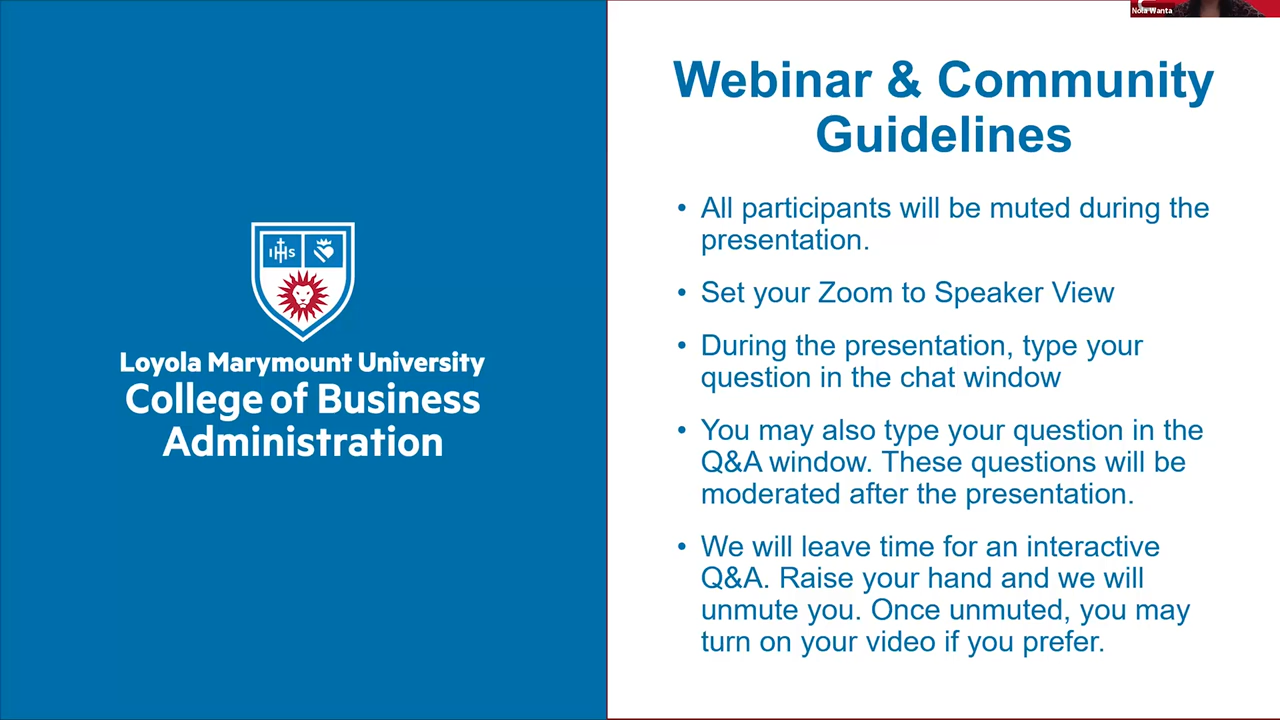 Nola Wanta
Webinar & Community
Guidelines
• All participants will be muted during the
presentation.
• Set your Zoom to Speaker View
• During the presentation, type your
question in the chat window
• You may also type your question in the
Q&A window. These questions will be
moderated after the presentation.
• We will leave time for an interactive
Q&A. Raise your hand and we will
unmute you. Once unmuted, you may
turn on your video if you prefer.
IHS
Loyola Marymount University
College of Business
Administration